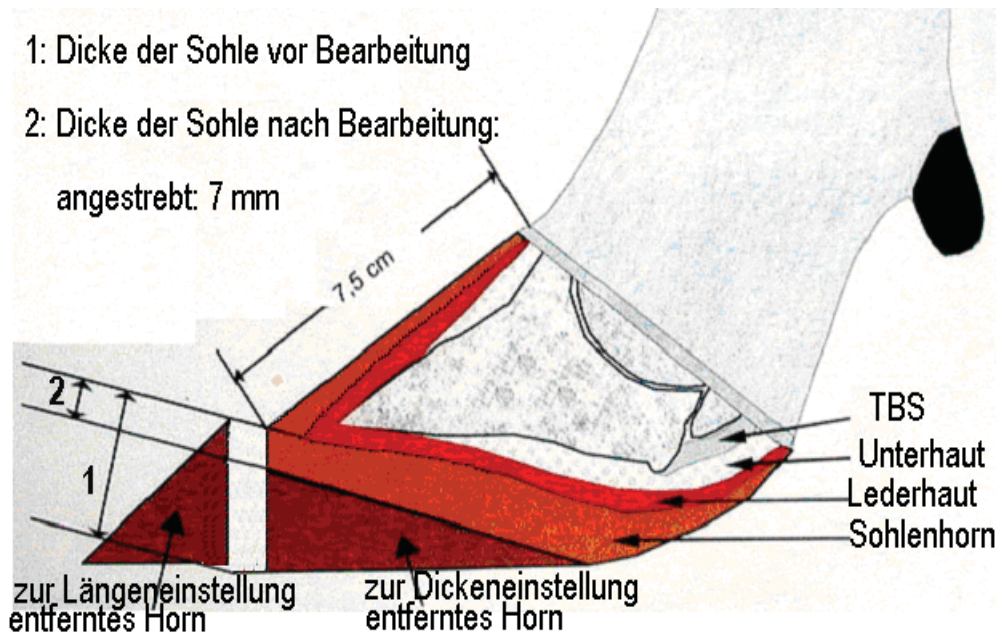 1: Dicke der Sohle vor Bearbeitung
2: Dicke der Sohle nach Bearbeitung:
angestrebt: 7 mm
7,5 cm
2
1
TBS
Unterhaut
Lederhaut
Sohlenhorn
zur Längeneinstellung
entferntes Horn
zur Dickeneinstellung
entferntes Horn